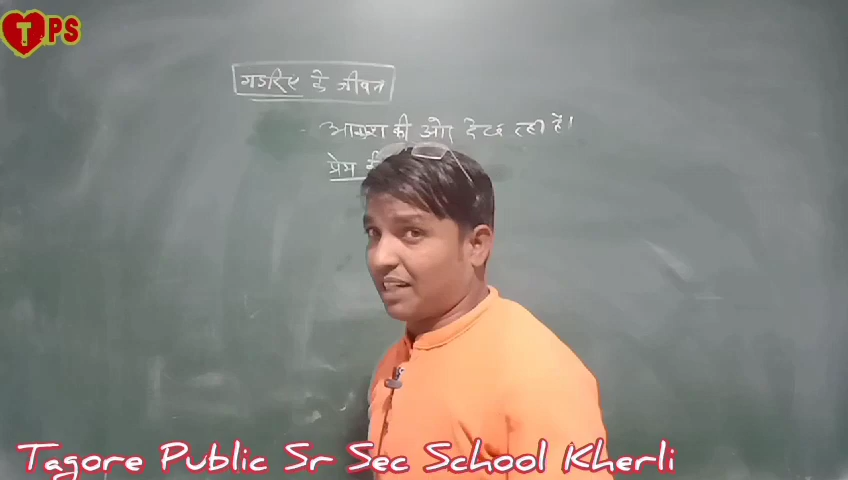 TPS
गडरिए के जीवन
आकाश की ओर देख रही है।
प्रेम
Tagore Public Sr Sec School Kherli